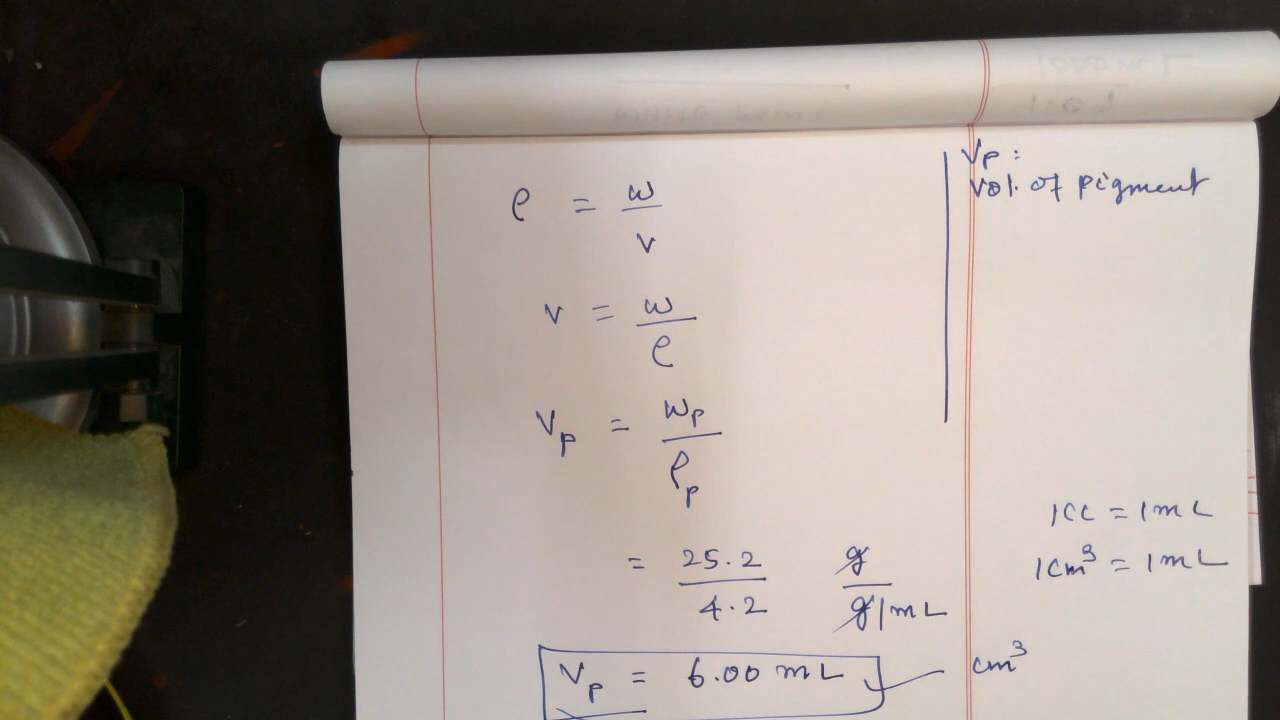 ρ = w/v
v = w/ρ
Vp = wp/ρp
= 25.2/4.2 g/g/mL
Vp = 6.00 mL cm³
Vp :
Vol. of Pigment
1CC = 1mL
1cm³ = 1mL